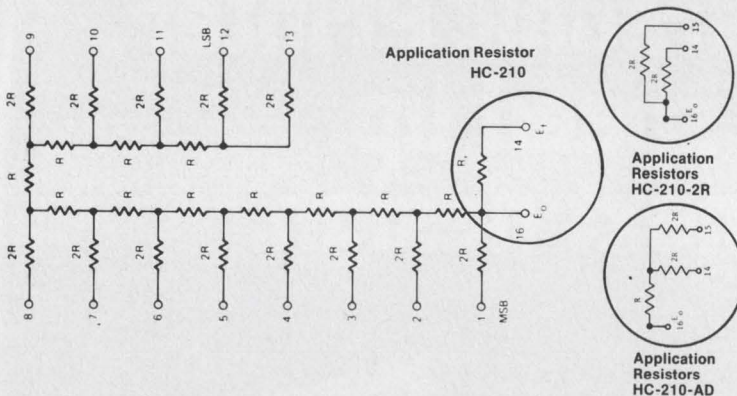 9
10
11
LSB
12
13
2R
2R
2R
2R
2R
R
R
R
R
R
R
R
R
R
R
R
2R
2R
2R
2R
2R
2R
2R
2R
8
7
6
5
4
3
2
1
MSB
Application Resistor
HC-210
R
14
E
E₀
16
2R
2R
15
14
16 E₀
Application
Resistors
HC-210-2R
2R
15
2R
14
R
16 E₀
Application
Resistors
HC-210-AD